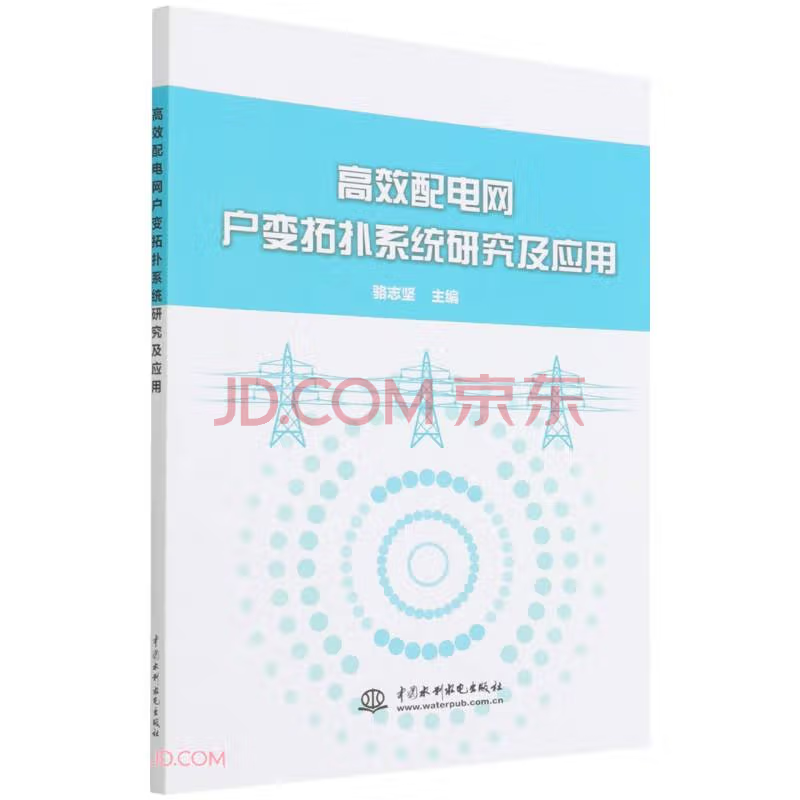 高效配电网
户变拓扑系统研究及应用
骆志坚 主编
JD.COM 京东
中国水利水电出版社
www.waterpub.com.cn
高效配电网户变拓扑系统研究及应用
中国水利水电出版社
JD.COM